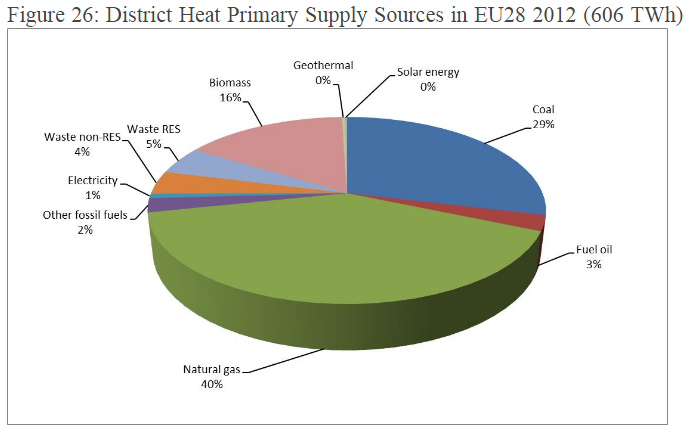 Figure 26: District Heat Primary Supply Sources in EU28 2012 (606 TWh)
Geothermal
0%
Solar energy
0%
Biomass
16%
Coal
29%
Waste RES
5%
Waste non-RES
4%
Electricity
1%
Other fossil fuels
2%
Fuel oil
3%
Natural gas
40%